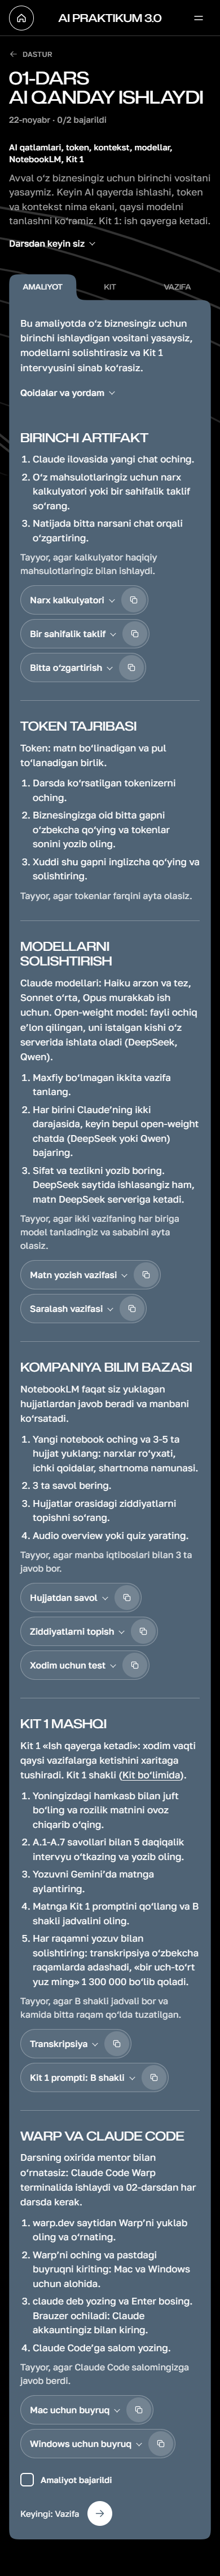 AI PRAKTIKUM 3.0
DASTUR
01-DARS
AI QANDAY ISHLAYDI
22-noyabr · 0/2 bajarildi
AI qatlamlari, token, kontekst, modellar,
NotebookLM, Kit 1
Avval o‘z biznesingiz uchun birinchi vositani
yasaymiz. Keyin AI qayerda ishlashi, token
va kontekst nima ekani, qaysi modelni
tanlashni ko‘ramiz. Kit 1: ish qayerga ketadi.
Darsdan keyin siz
AMALIYOT
KIT
VAZIFA
Bu amaliyotda o‘z biznesingiz uchun
birinchi ishlaydigan vositani yasaysiz,
modellarni solishtirasiz va Kit 1
intervyusini sinab ko‘rasiz.
Qoidalar va yordam
BIRINCHI ARTIFAKT
1. Claude ilovasida yangi chat oching.
2. O‘z mahsulotlaringiz uchun narx
kalkulyatori yoki bir sahifalik taklif
so‘rang.
3. Natijada bitta narsani chat orqali
o‘zgartiring.
Tayyor, agar kalkulyator haqiqiy
mahsulotlaringiz bilan ishlaydi.
Narx kalkulyatori
Bir sahifalik taklif
Bitta o‘zgartirish
TOKEN TAJRIBASI
Token: matn bo‘linadigan va pul
to‘lanadigan birlik.
1. Darsda ko‘rsatilgan tokenizerni
oching.
2. Biznesingizga oid bitta gapni
o‘zbekcha qo‘ying va tokenlar
sonini yozib oling.
3. Xuddi shu gapni inglizcha qo‘ying va
solishtiring.
Tayyor, agar tokenlar farqini ayta olasiz.
MODELLARNI
SOLISHTIRISH
Claude modellari: Haiku arzon va tez,
Sonnet o‘rta, Opus murakkab ish
uchun. Open-weight model: fayli ochiq
e’lon qilingan, uni istalgan kishi o‘z
serverida ishlata oladi (DeepSeek,
Qwen).
1. Maxfiy bo‘lmagan ikkita vazifa
tanlang.
2. Har birini Claude’ning ikki
darajasida, keyin bepul open-weight
chatda (DeepSeek yoki Qwen)
bajaring.
3. Sifat va tezlikni yozib boring.
DeepSeek saytida ishlasangiz ham,
matn DeepSeek serveriga ketadi.
Tayyor, agar ikki vazifaning har biriga
model tanladingiz va sababini ayta
olasiz.
Matn yozish vazifasi
Saralash vazifasi
KOMPANIYA BILIM BAZASI
NotebookLM faqat siz yuklagan
hujjatlardan javob beradi va manbani
ko‘rsatadi.
1. Yangi notebook oching va 3-5 ta
hujjat yuklang: narxlar ro‘yxati,
ichki qoidalar, shartnoma namunasi.
2. 3 ta savol bering.
3. Hujjatlar orasidagi ziddiyatlarni
topishni so‘rang.
4. Audio overview yoki quiz yarating.
Tayyor, agar manba iqtiboslari bilan 3 ta
javob bor.
Hujjatdan savol
Ziddiyatlarni topish
Xodim uchun test
KIT 1 MASHQI
Kit 1 «Ish qayerga ketadi»: xodim vaqti
qaysi vazifalarga ketishini xaritaga
tushiradi. Kit 1 shakli (Kit bo‘limida).
1. Yoningizdagi hamkasb bilan juft
bo‘ling va rozilik matnini ovoz
chiqarib o‘qing.
2. A.1-A.7 savollari bilan 5 daqiqalik
intervyu o‘tkazing va yozib oling.
3. Yozuvni Gemini’da matnga
aylantiring.
4. Matnga Kit 1 promptini qo‘llang va B
shakli jadvalini oling.
5. Har raqamni yozuv bilan
solishtiring: transkripsiya o‘zbekcha
raqamlarda adashadi, «bir uch-to‘rt
yuz ming» 1 300 000 bo‘lib qoladi.
Tayyor, agar B shakli jadvali bor va
kamida bitta raqam qo‘lda tuzatilgan.
Transkripsiya
Kit 1 prompti: B shakli
WARP VA CLAUDE CODE
Darsning oxirida mentor bilan
o‘rnatasiz: Claude Code Warp
terminalida ishlaydi va 02-darsdan har
darsda kerak.
1. warp.dev saytidan Warp’ni yuklab
oling va o‘rnating.
2. Warp’ni oching va pastdagi
buyruqni kiriting: Mac va Windows
uchun alohida.
3. claude deb yozing va Enter bosing.
Brauzer ochiladi: Claude
akkauntingiz bilan kiring.
4. Claude Code’ga salom yozing.
Tayyor, agar Claude Code salomingizga
javob berdi.
Mac uchun buyruq
Windows uchun buyruq
Amaliyot bajarildi
Keyingi: Vazifa